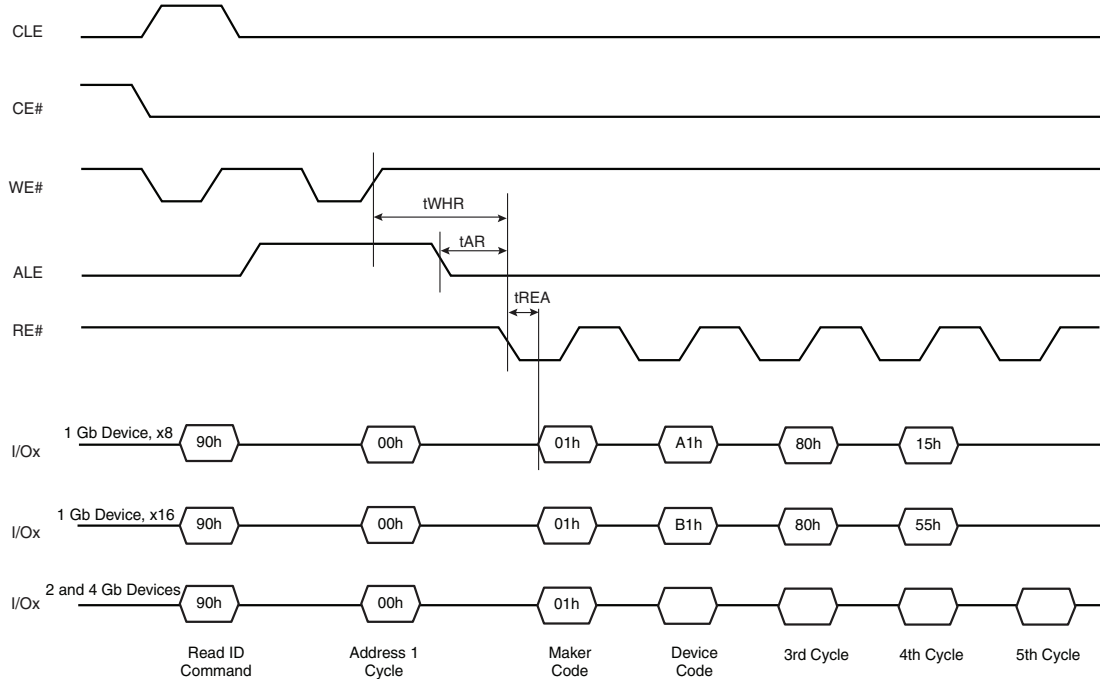 CLE
CE#
WE#
tWHR
tAR
ALE
tREA
RE#
I/Ox 1 Gb Device, x8 90h 00h 01h A1h 80h 15h
I/Ox 1 Gb Device, x16 90h 00h 01h B1h 80h 55h
I/Ox 2 and 4 Gb Devices 90h 00h 01h
Read ID Command
Address 1 Cycle
Maker Code
Device Code
3rd Cycle
4th Cycle
5th Cycle